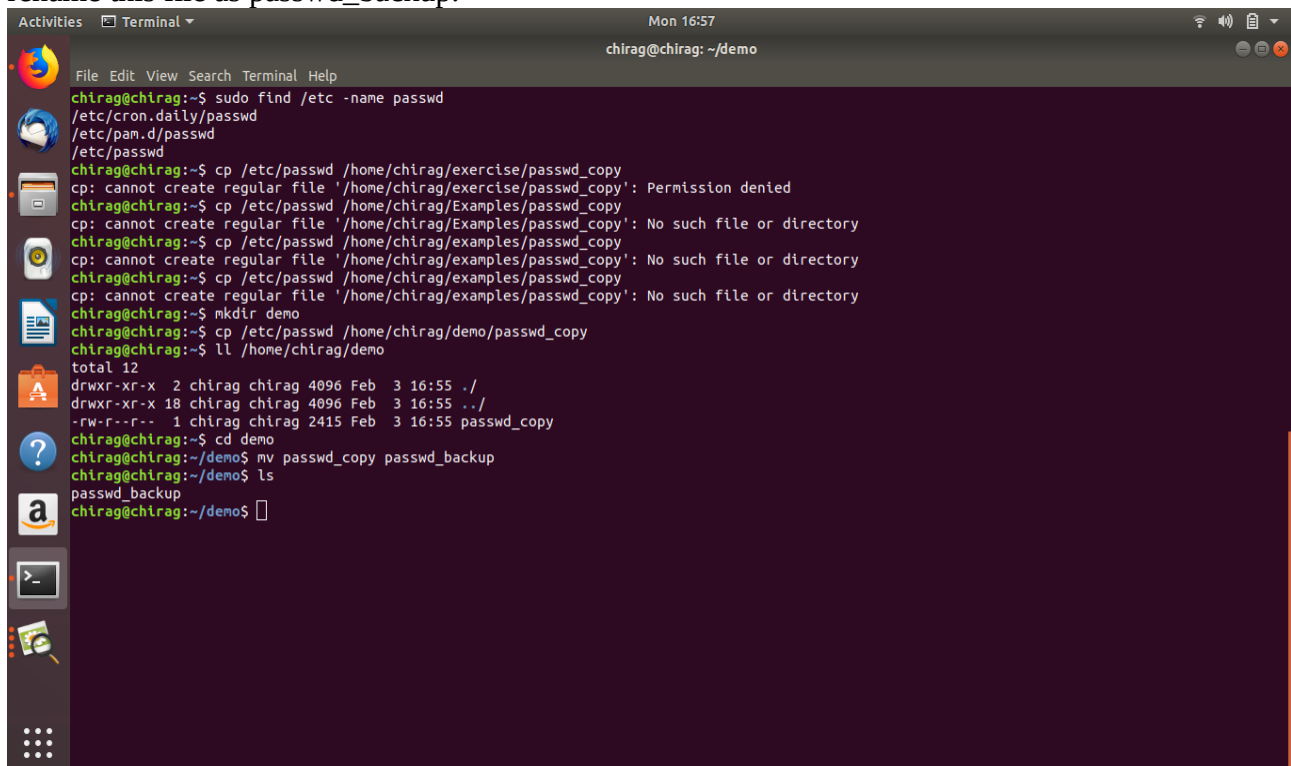 rename this file as passwd_backup.
Activities Terminal Mon 16:57
chirag@chirag: ~/demo
File Edit View Search Terminal Help
chirag@chirag:~$ sudo find /etc -name passwd
/etc/cron.daily/passwd
/etc/pam.d/passwd
/etc/passwd
chirag@chirag:~$ cp /etc/passwd /home/chirag/exercise/passwd_copy
cp: cannot create regular file '/home/chirag/exercise/passwd_copy': Permission denied
chirag@chirag:~$ cp /etc/passwd /home/chirag/Examples/passwd_copy
cp: cannot create regular file '/home/chirag/Examples/passwd_copy': No such file or directory
chirag@chirag:~$ cp /etc/passwd /home/chirag/examples/passwd_copy
cp: cannot create regular file '/home/chirag/examples/passwd_copy': No such file or directory
chirag@chirag:~$ cp /etc/passwd /home/chirag/examples/passwd_copy
cp: cannot create regular file '/home/chirag/examples/passwd_copy': No such file or directory
chirag@chirag:~$ mkdir demo
chirag@chirag:~$ cp /etc/passwd /home/chirag/demo/passwd_copy
chirag@chirag:~$ ll /home/chirag/demo
total 12
drwxr-xr-x  2 chirag chirag 4096 Feb  3 16:55 ./
drwxr-xr-x 18 chirag chirag 4096 Feb  3 16:55 ../
-rw-r--r--  1 chirag chirag 2415 Feb  3 16:55 passwd_copy
chirag@chirag:~$ cd demo
chirag@chirag:~/demo$ mv passwd_copy passwd_backup
chirag@chirag:~/demo$ ls
passwd_backup
chirag@chirag:~/demo$